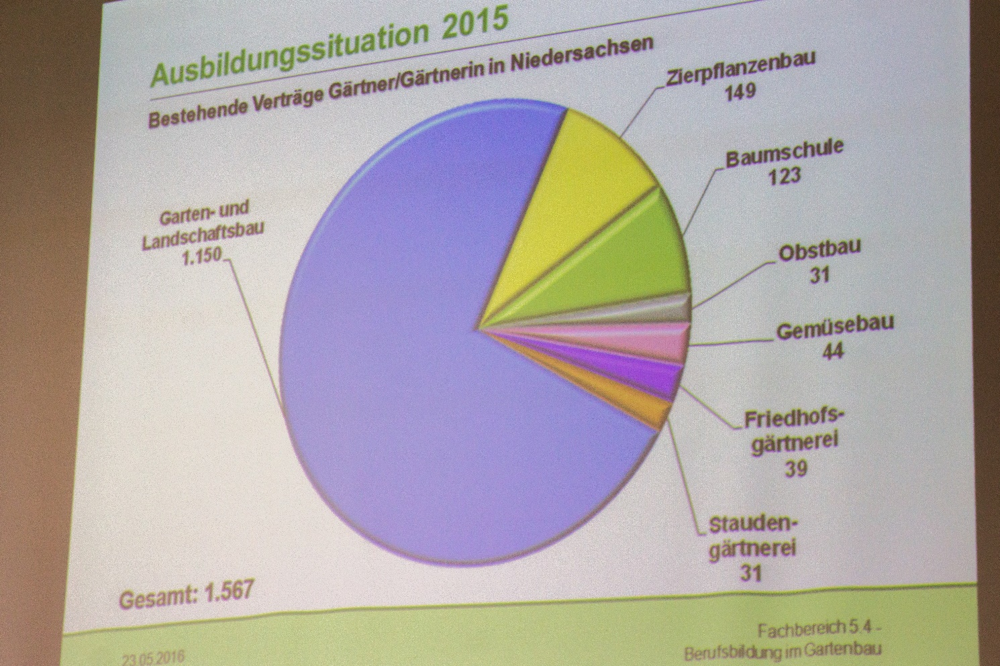 Ausbildungssituation 2015
Bestehende Verträge Gärtner/Gärtnerin in Niedersachsen
Zierpflanzenbau
149
Baumschule
123
Garten- und
Landschaftsbau
1.150
Obstbau
31
Gemüsebau
44
Friedhofs-
gärtnerei
39
Stauden-
gärtnerei
31
Gesamt: 1.567
Fachbereich 5.4 -
Berufsbildung im Gartenbau
23.05.2016